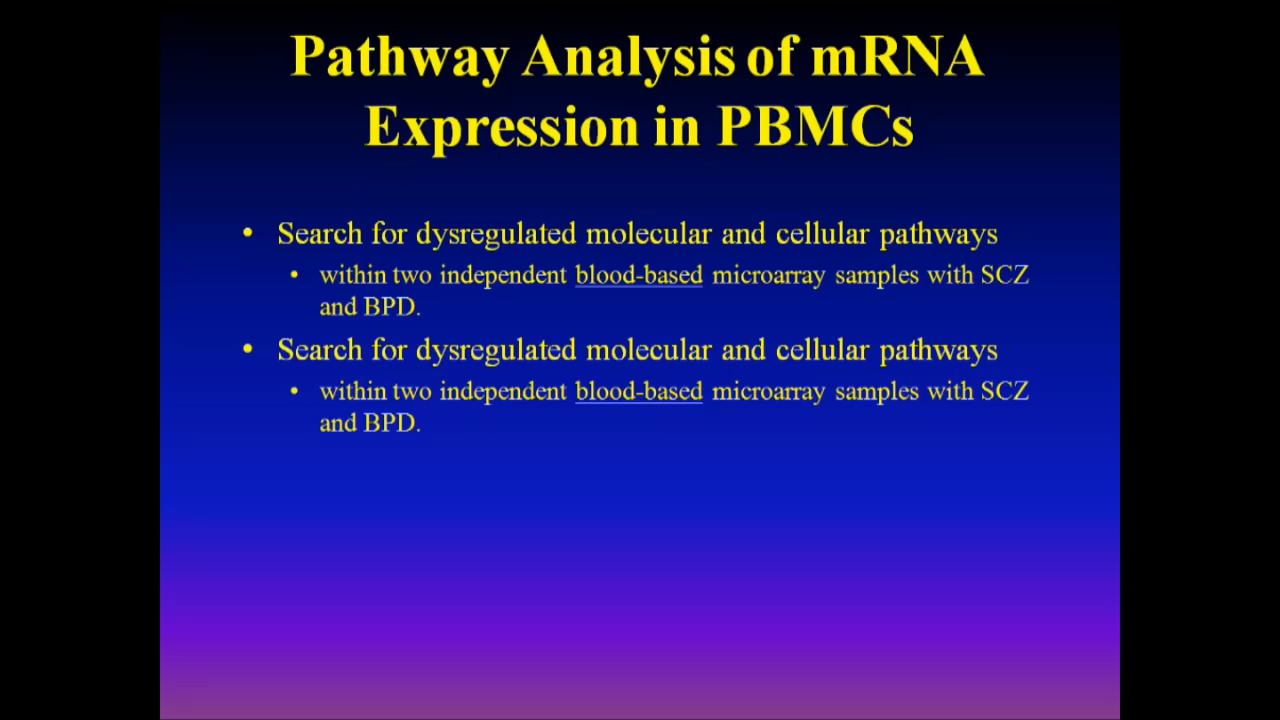 Pathway Analysis of mRNA
Expression in PBMCs
• Search for dysregulated molecular and cellular pathways
• within two independent blood-based microarray samples with SCZ
and BPD.
• Search for dysregulated molecular and cellular pathways
• within two independent blood-based microarray samples with SCZ
and BPD.